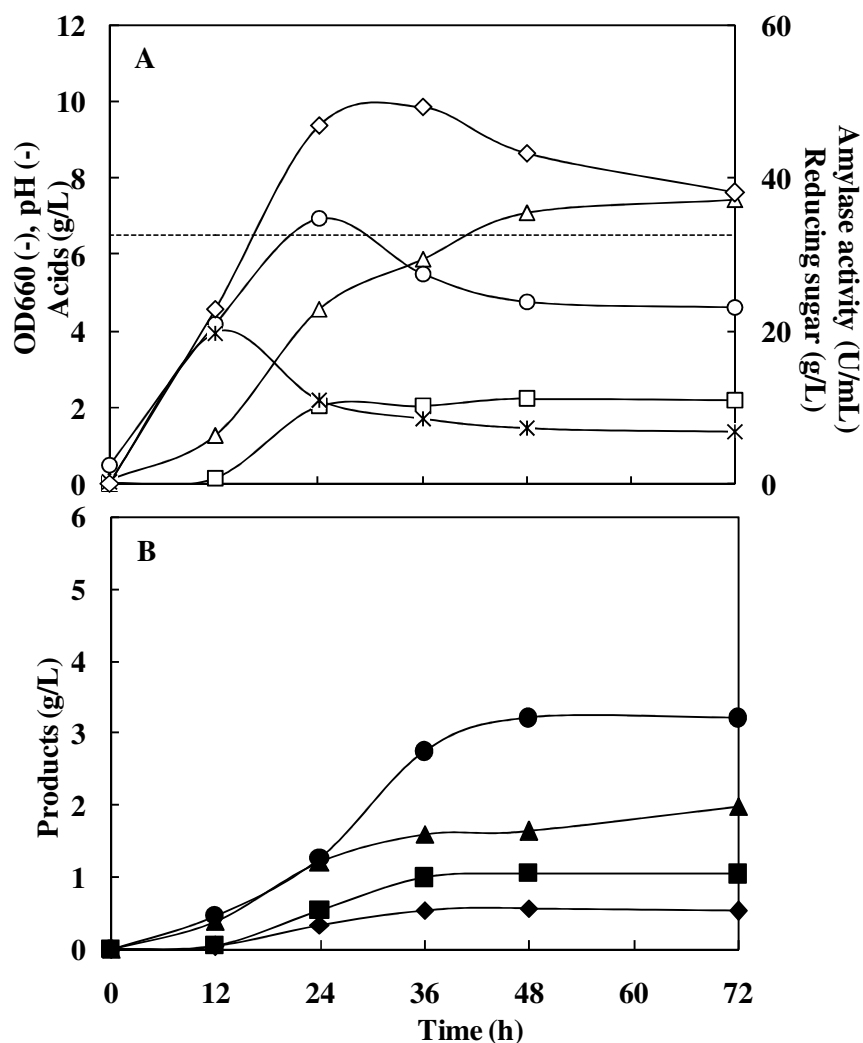 A
12
10
8
6
4
2
0
OD660 (-), pH (-)
Acids (g/L)
60
40
20
0
Amylase activity (U/mL)
Reducing sugar (g/L)
B
6
5
4
3
2
1
0
Products (g/L)
0 12 24 36 48 60 72
Time (h)